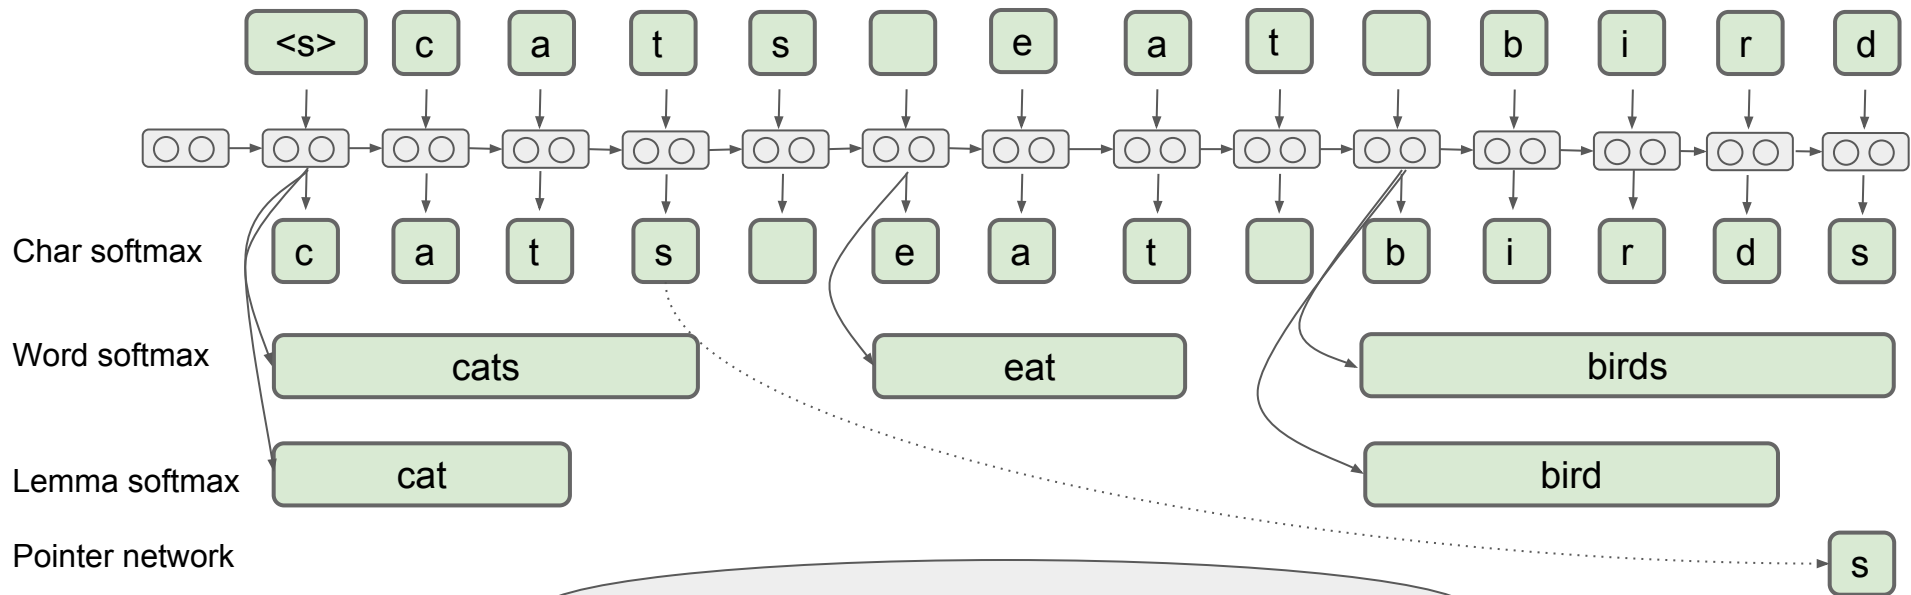 <s> c a t s e a t b i r d
Char softmax c a t s e a t b i r d s
Word softmax cats eat birds
Lemma softmax cat bird
Pointer network s